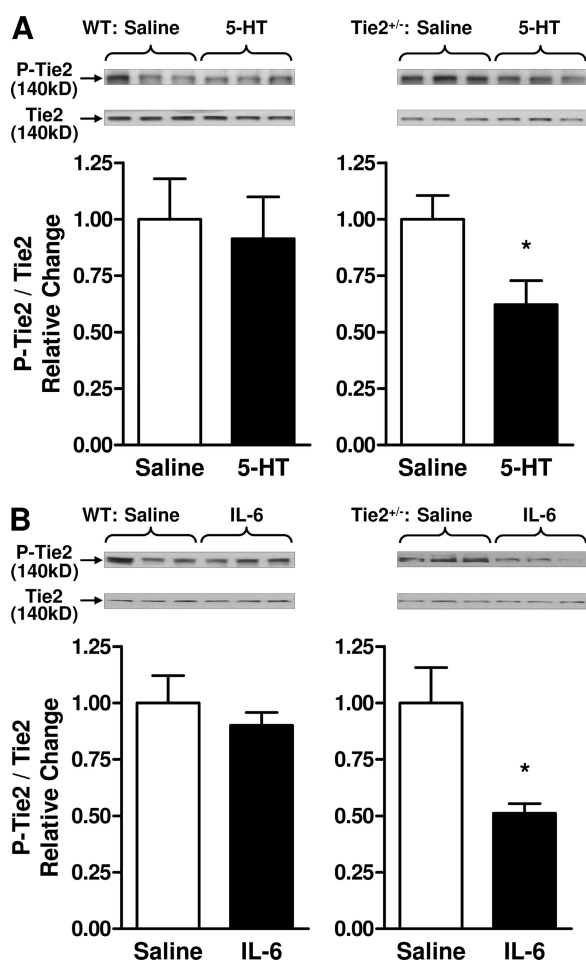 A
WT: Saline 5-HT Tie2+/-: Saline 5-HT
P-Tie2
(140kD)
Tie2
(140kD)
P-Tie2 / Tie2
Relative Change
1.25 1.25
1.00 1.00
0.75 0.75
*
0.50 0.50
0.25 0.25
0.00 0.00
Saline 5-HT Saline 5-HT
B
WT: Saline IL-6 Tie2+/-: Saline IL-6
P-Tie2
(140kD)
Tie2
(140kD)
P-Tie2 / Tie2
Relative Change
1.25 1.25
1.00 1.00
0.75 0.75
*
0.50 0.50
0.25 0.25
0.00 0.00
Saline IL-6 Saline IL-6